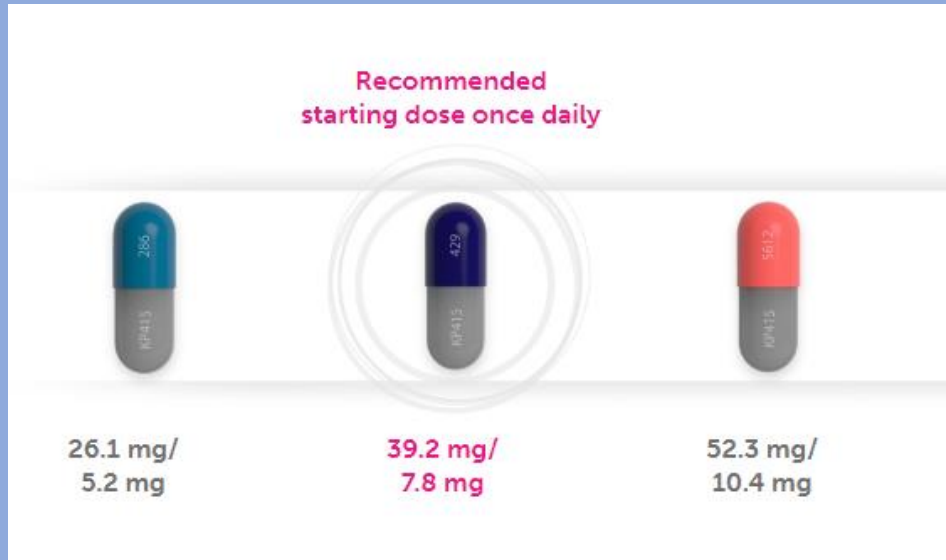 Recommended
starting dose once daily
286
KP415
429
KP415
5612
KP415
26.1 mg/
5.2 mg
39.2 mg/
7.8 mg
52.3 mg/
10.4 mg